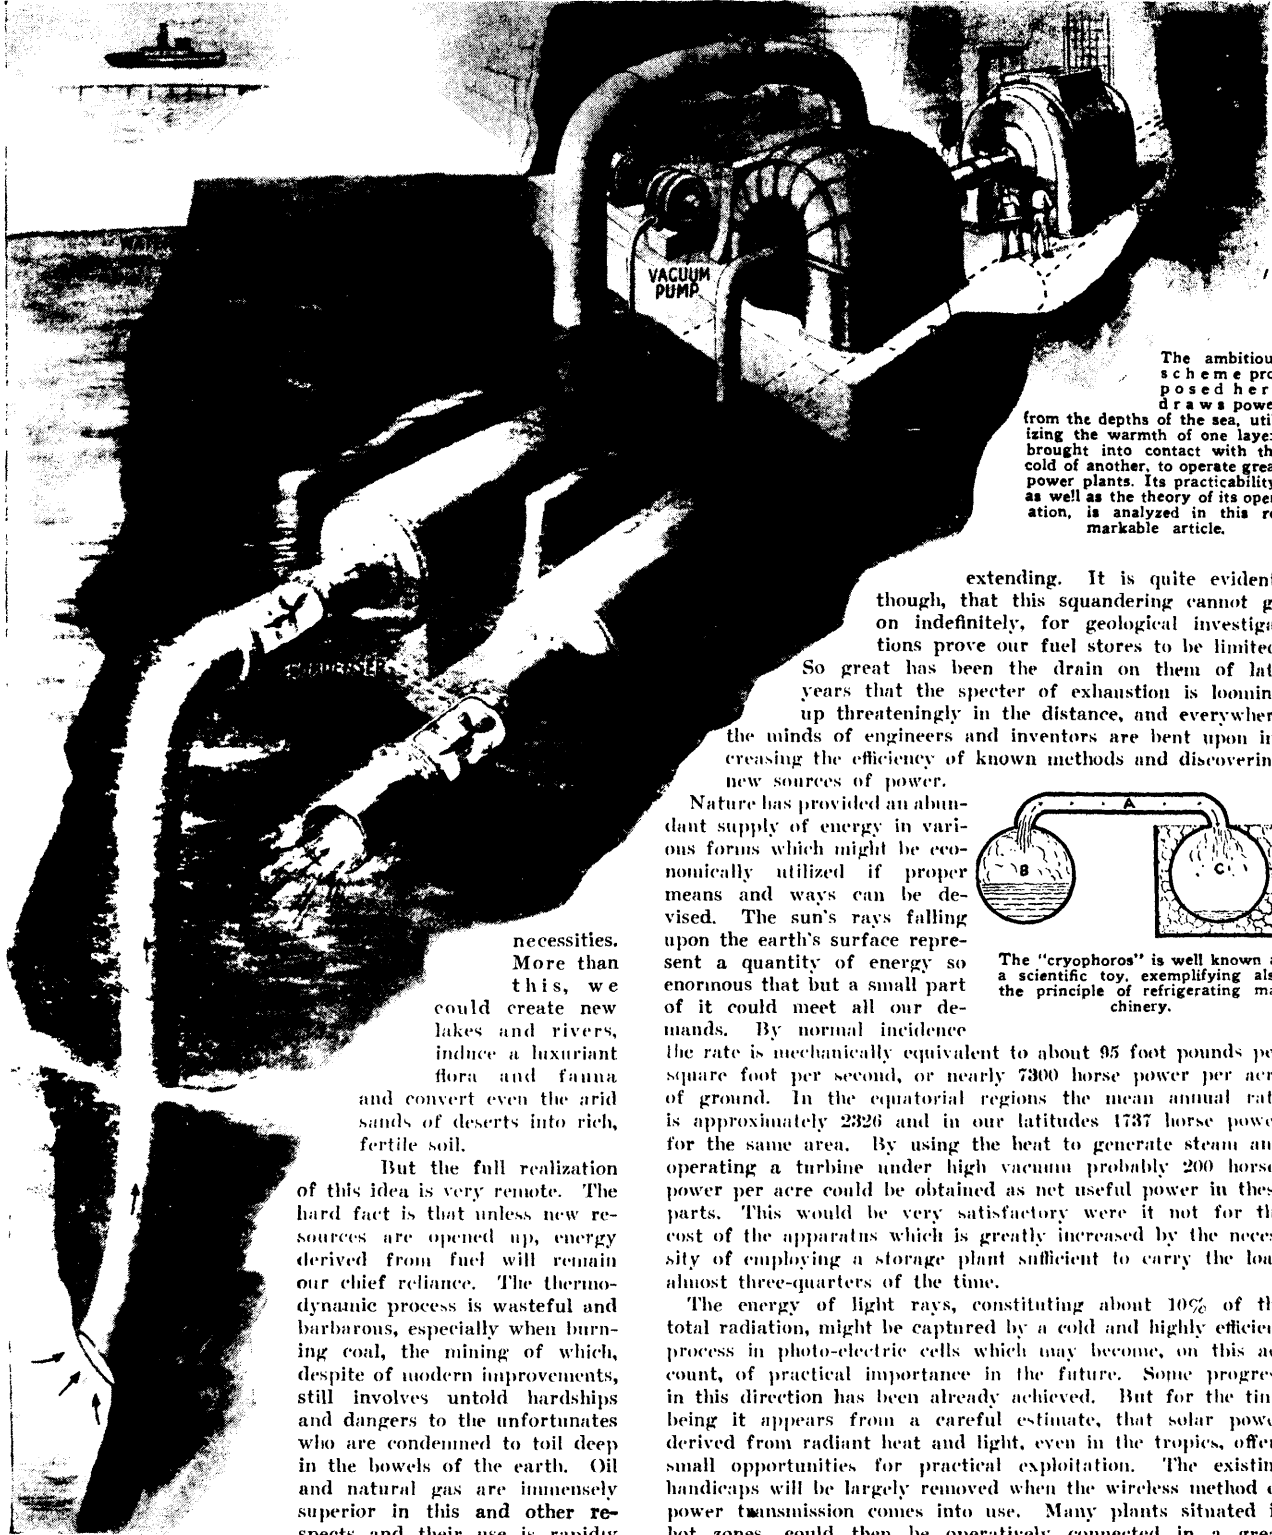 VACUUM
PUMP
CONDENSER
The ambitiou
scheme pro
posed her
draws powe
from the depths of the sea, uti
izing the warmth of one laye
brought into contact with th
cold of another, to operate grea
power plants. Its practicability
as well as the theory of its oper
ation, is analyzed in this re
markable article.
necessities.
More than
this, we
could create new
lakes and rivers,
induce a luxuriant
flora and fauna
and convert even the arid
sands of deserts into rich,
fertile soil.
But the full realization
of this idea is very remote. The
hard fact is that unless new re-
sources are opened up, energy
derived from fuel will remain
our chief reliance. The thermo-
dynamic process is wasteful and
barbarous, especially when burn-
ing coal, the mining of which,
despite of modern improvements,
still involves untold hardships
and dangers to the unfortunates
who are condemned to toil deep
in the bowels of the earth. Oil
and natural gas are immensely
superior in this and other re-
spects and their use is rapidly
extending. It is quite evident
though, that this squandering cannot g
on indefinitely, for geological investiga
tions prove our fuel stores to be limited
So great has been the drain on them of lat
years that the specter of exhaustion is loomin
up threateningly in the distance, and everywher
the minds of engineers and inventors are bent upon in
creasing the efficiency of known methods and discoverin
new sources of power.
Nature has provided an abun-
dant supply of energy in vari-
ous forms which might be eco-
nomically utilized if proper
means and ways can be de-
vised. The sun's rays falling
upon the earth's surface repre-
sent a quantity of energy so
enormous that but a small part
of it could meet all our de-
mands. By normal incidence
the rate is mechanically equivalent to about 95 foot pounds pe
square foot per second, or nearly 7300 horse power per acr
of ground. In the equatorial regions the mean annual rat
is approximately 2326 and in our latitudes 1737 horse powe
for the same area. By using the heat to generate steam an
operating a turbine under high vacuum probably 200 horse
power per acre could be obtained as net useful power in thes
parts. This would be very satisfactory were it not for th
cost of the apparatus which is greatly increased by the neces
sity of employing a storage plant sufficient to carry the loa
almost three-quarters of the time.
The energy of light rays, constituting about 10% of th
total radiation, might be captured by a cold and highly efficien
process in photo-electric cells which may become, on this ac
count, of practical importance in the future. Some progres
in this direction has been already achieved. But for the tim
being it appears from a careful estimate, that solar powe
derived from radiant heat and light, even in the tropics, offer
small opportunities for practical exploitation. The existin
handicaps will be largely removed when the wireless method o
power transmission comes into use. Many plants situated i
hot zones, could then be operatively connected in a grea
A
B
C
The "cryophoros" is well known a
a scientific toy, exemplifying als
the principle of refrigerating ma
chinery.